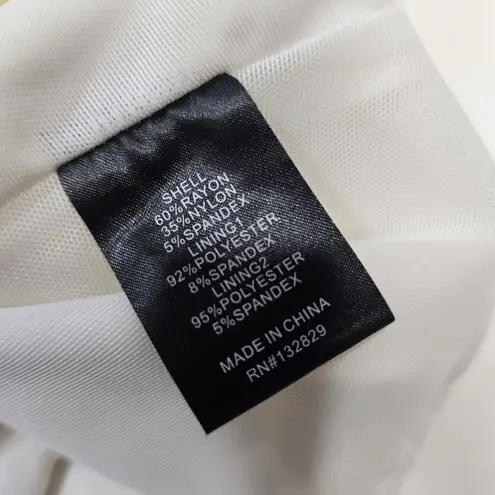 SHELL
60%RAYON
35%NYLON
5%SPANDEX
LINING1
92%POLYESTER
8%SPANDEX
LINING2
95%POLYESTER
5%SPANDEX
MADE IN CHINA
RN#132829